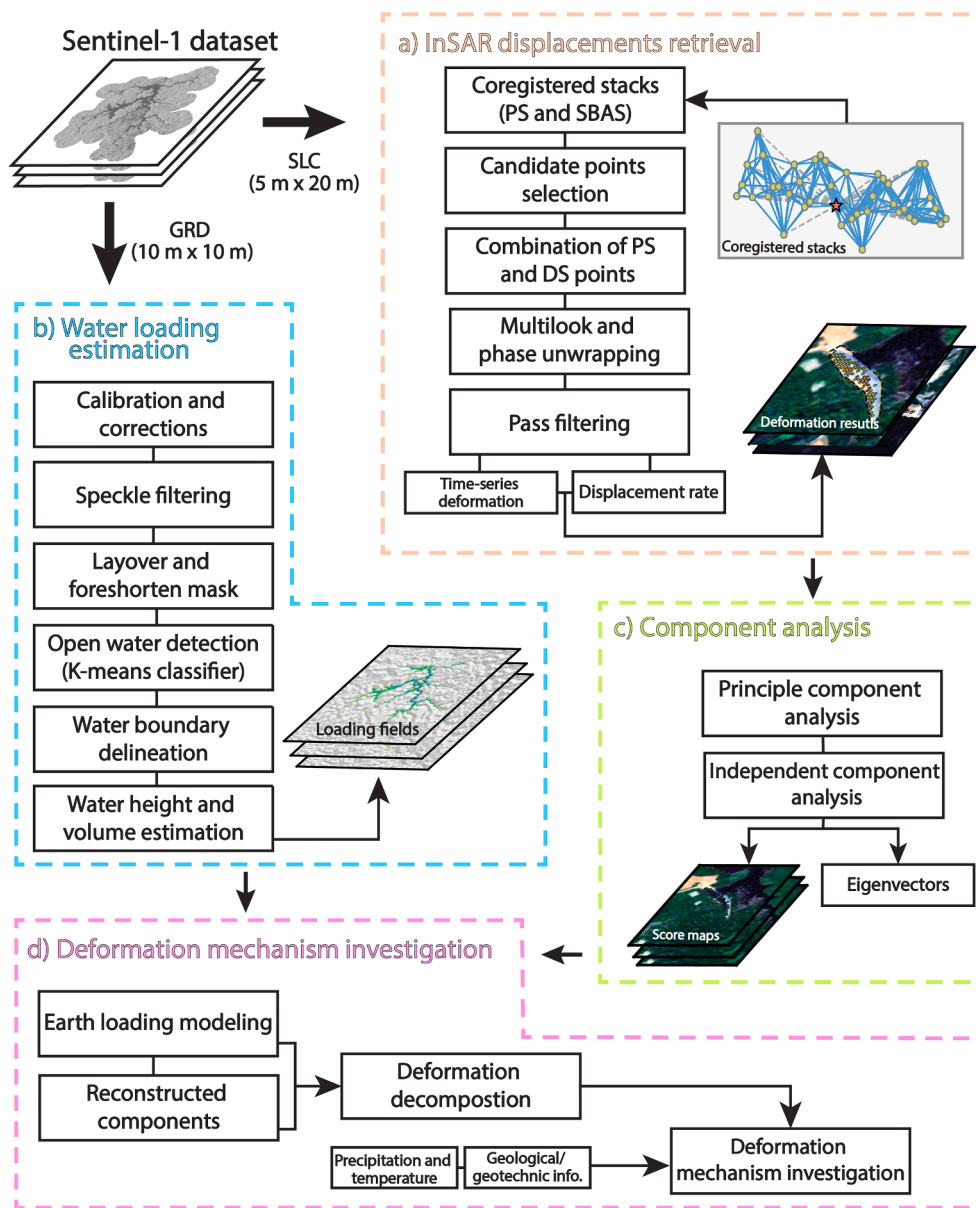 Sentinel-1 dataset
SLC
(5 m x 20 m)
GRD
(10 m x 10 m)
a) InSAR displacements retrieval
Coregistered stacks
(PS and SBAS)
Candidate points
selection
Combination of PS
and DS points
Multilook and
phase unwrapping
Pass filtering
Time-series
deformation
Displacement rate
Coregistered stacks
Deformation results
b) Water loading
estimation
Calibration and
corrections
Speckle filtering
Layover and
foreshorten mask
Open water detection
(K-means classifier)
Water boundary
delineation
Water height and
volume estimation
Loading fields
c) Component analysis
Principle component
analysis
Independent component
analysis
Score maps
Eigenvectors
d) Deformation mechanism investigation
Earth loading modeling
Reconstructed
components
Deformation
decompostion
Precipitation and
temperature
Geological/
geotechnic info.
Deformation
mechanism investigation